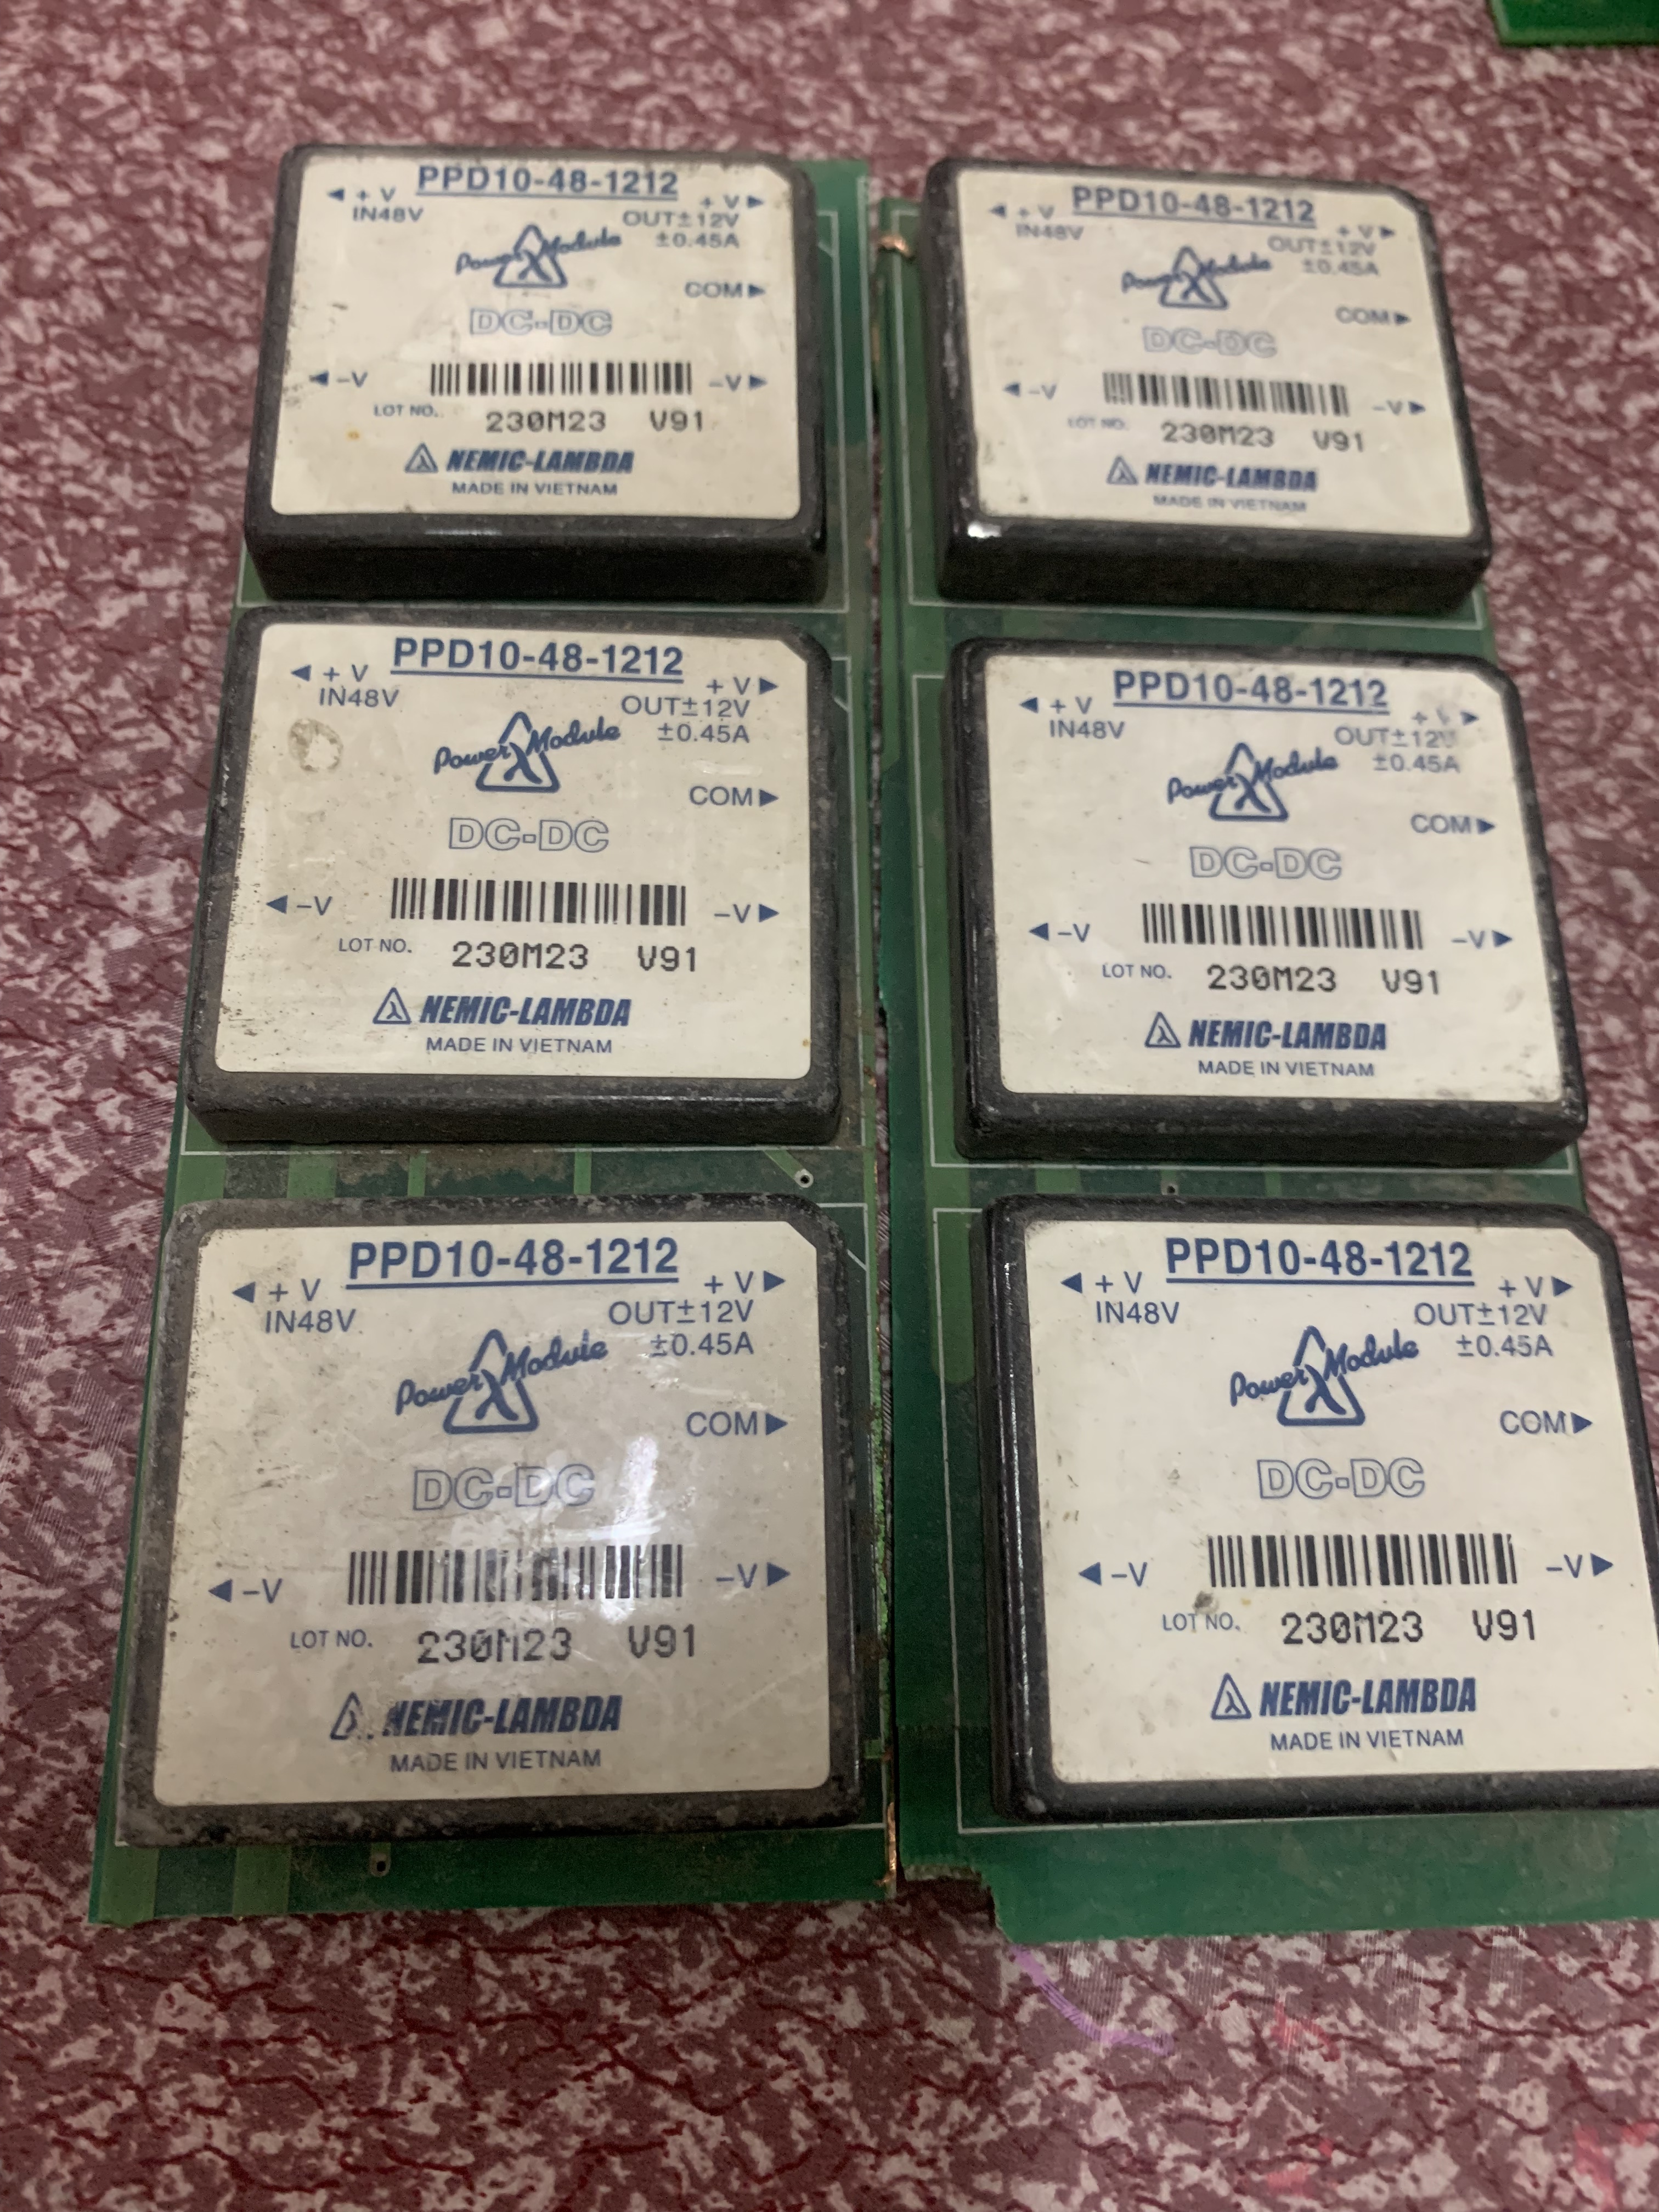 PPD10-48-1212
◄ + V
+ V ►
IN48V
OUT±12V
±0.45A
Power Module
COM ►
DC-DC
◄ -V
-V ►
LOT NO. 230M23 V91
NEMIC-LAMBDA
MADE IN VIETNAM
PPD10-48-1212
◄ + V
+ V ►
IN48V
OUT±12V
±0.45A
Power Module
COM ►
DC-DC
◄ -V
-V ►
LOT NO. 230M23 V91
NEMIC-LAMBDA
MADE IN VIETNAM
PPD10-48-1212
◄ + V
+ V ►
IN48V
OUT±12V
±0.45A
Power Module
COM ►
DC-DC
◄ -V
-V ►
LOT NO. 230M23 V91
NEMIC-LAMBDA
MADE IN VIETNAM
PPD10-48-1212
◄ + V
+ V ►
IN48V
OUT±12V
±0.45A
Power Module
COM ►
DC-DC
◄ -V
-V ►
LOT NO. 230M23 V91
NEMIC-LAMBDA
MADE IN VIETNAM
PPD10-48-1212
◄ + V
+ V ►
IN48V
OUT±12V
±0.45A
Power Module
COM ►
DC-DC
◄ -V
-V ►
LOT NO. 230M23 V91
NEMIC-LAMBDA
MADE IN VIETNAM
PPD10-48-1212
◄ + V
+ V ►
IN48V
OUT±12V
±0.45A
Power Module
COM ►
DC-DC
◄ -V
-V ►
LOT NO. 230M23 V91
NEMIC-LAMBDA
MADE IN VIETNAM